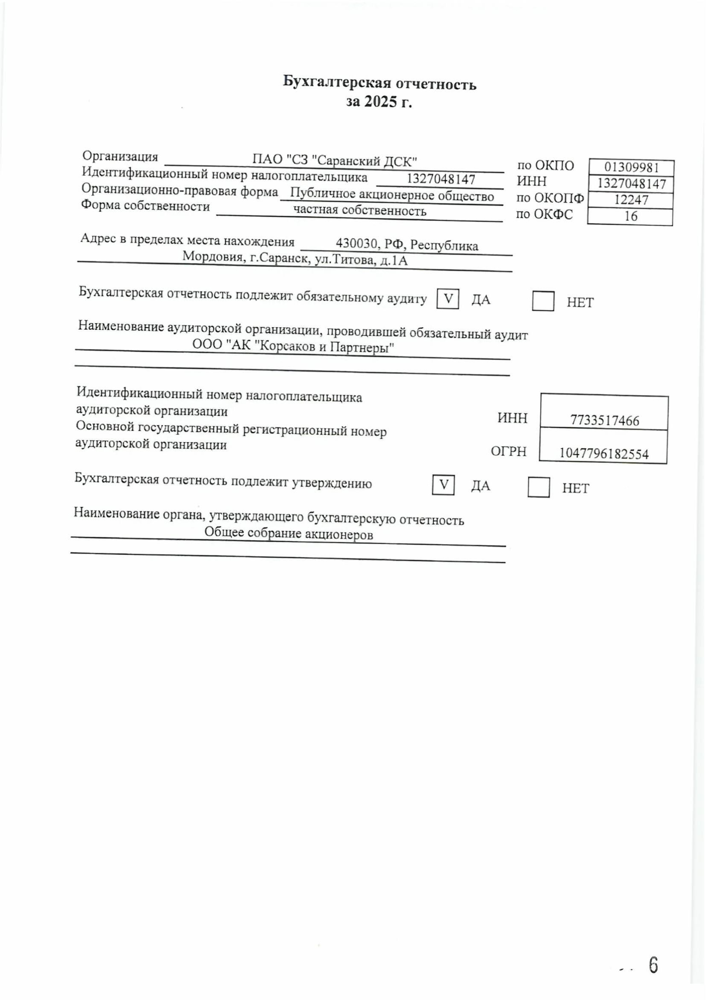 Бухгалтерская отчетность
за 2025 г.
Организация ПАО "СЗ "Саранский ДСК" по ОКПО 01309981
Идентификационный номер налогоплательщика 1327048147 ИНН 1327048147
Организационно-правовая форма Публичное акционерное общество по ОКОПФ 12247
Форма собственности частная собственность по ОКФС 16
Адрес в пределах места нахождения 430030, РФ, Республика
Мордовия, г.Саранск, ул.Титова, д.1А
Бухгалтерская отчетность подлежит обязательному аудиту V ДА НЕТ
Наименование аудиторской организации, проводившей обязательный аудит
ООО "АК "Корсаков и Партнеры"
Идентификационный номер налогоплательщика
аудиторской организации ИНН 7733517466
Основной государственный регистрационный номер
аудиторской организации ОГРН 1047796182554
Бухгалтерская отчетность подлежит утверждению V ДА НЕТ
Наименование органа, утверждающего бухгалтерскую отчетность
Общее собрание акционеров
6